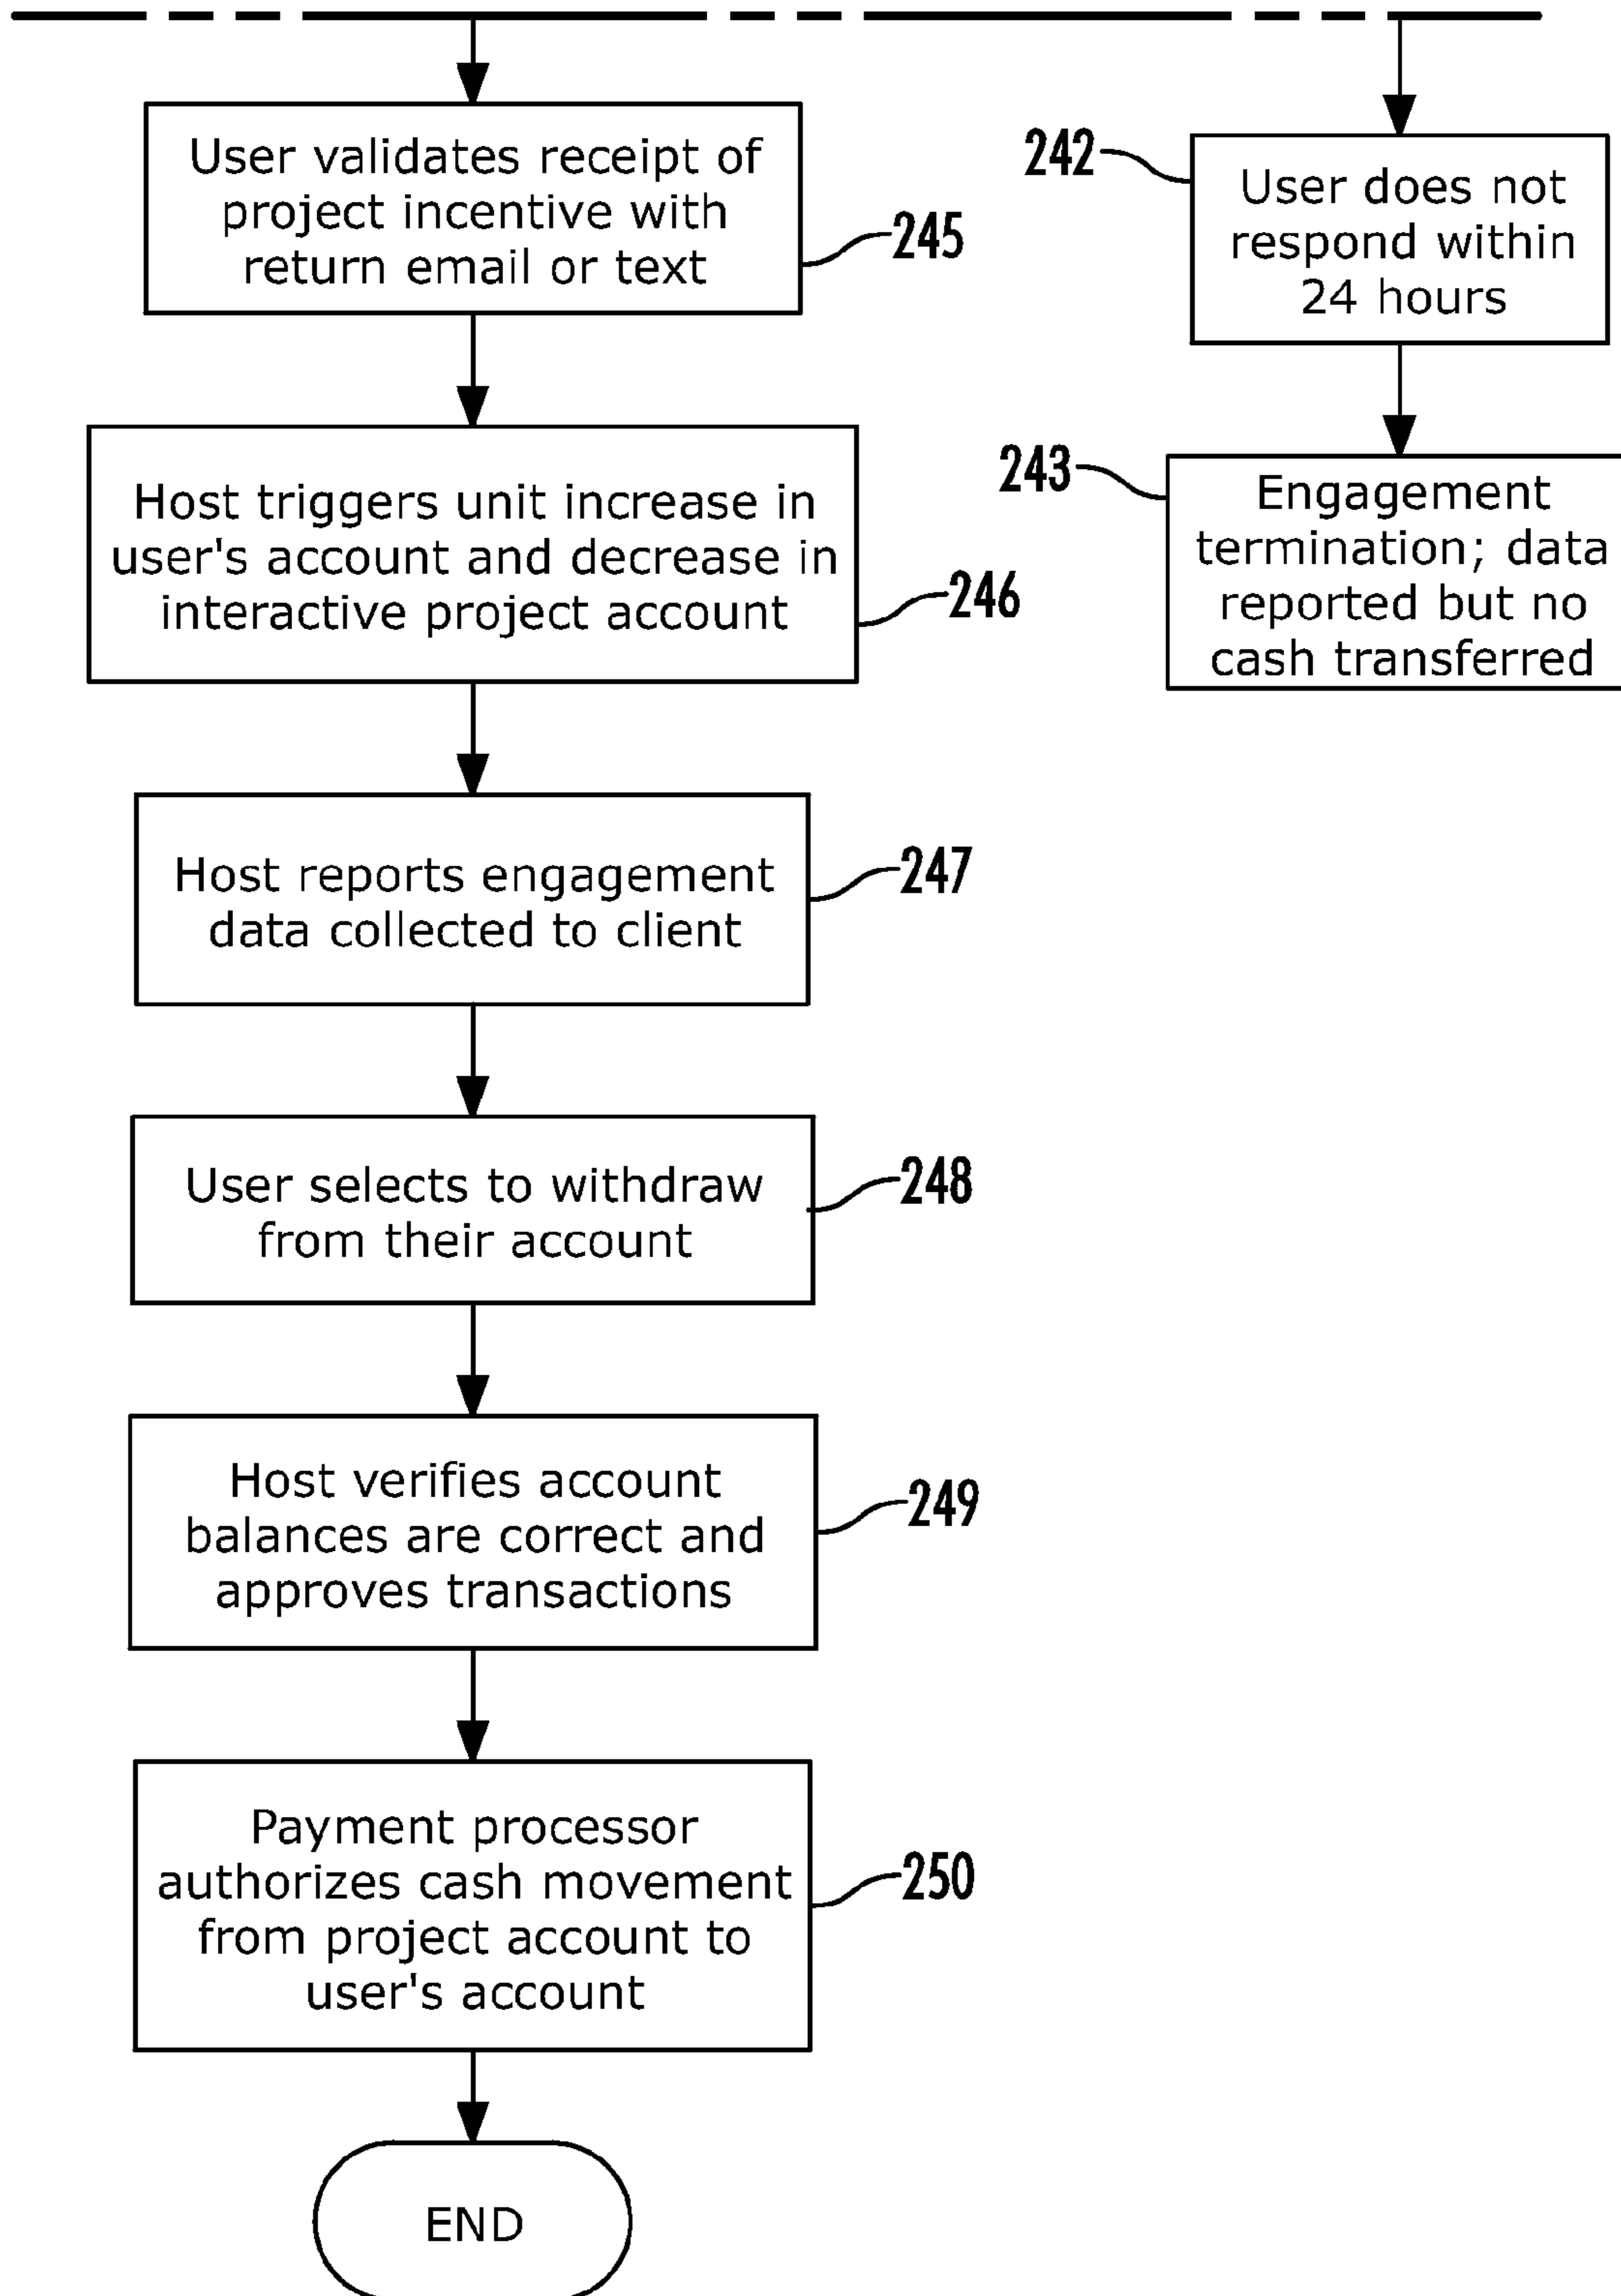 User validates receipt of
project incentive with
return email or text
245
242
User does not
respond within
24 hours
Host triggers unit increase in
user's account and decrease in
interactive project account
246
243
Engagement
termination; data
reported but no
cash transferred
Host reports engagement
data collected to client
247
User selects to withdraw
from their account
248
Host verifies account
balances are correct and
approves transactions
249
Payment processor
authorizes cash movement
from project account to
user's account
250
END